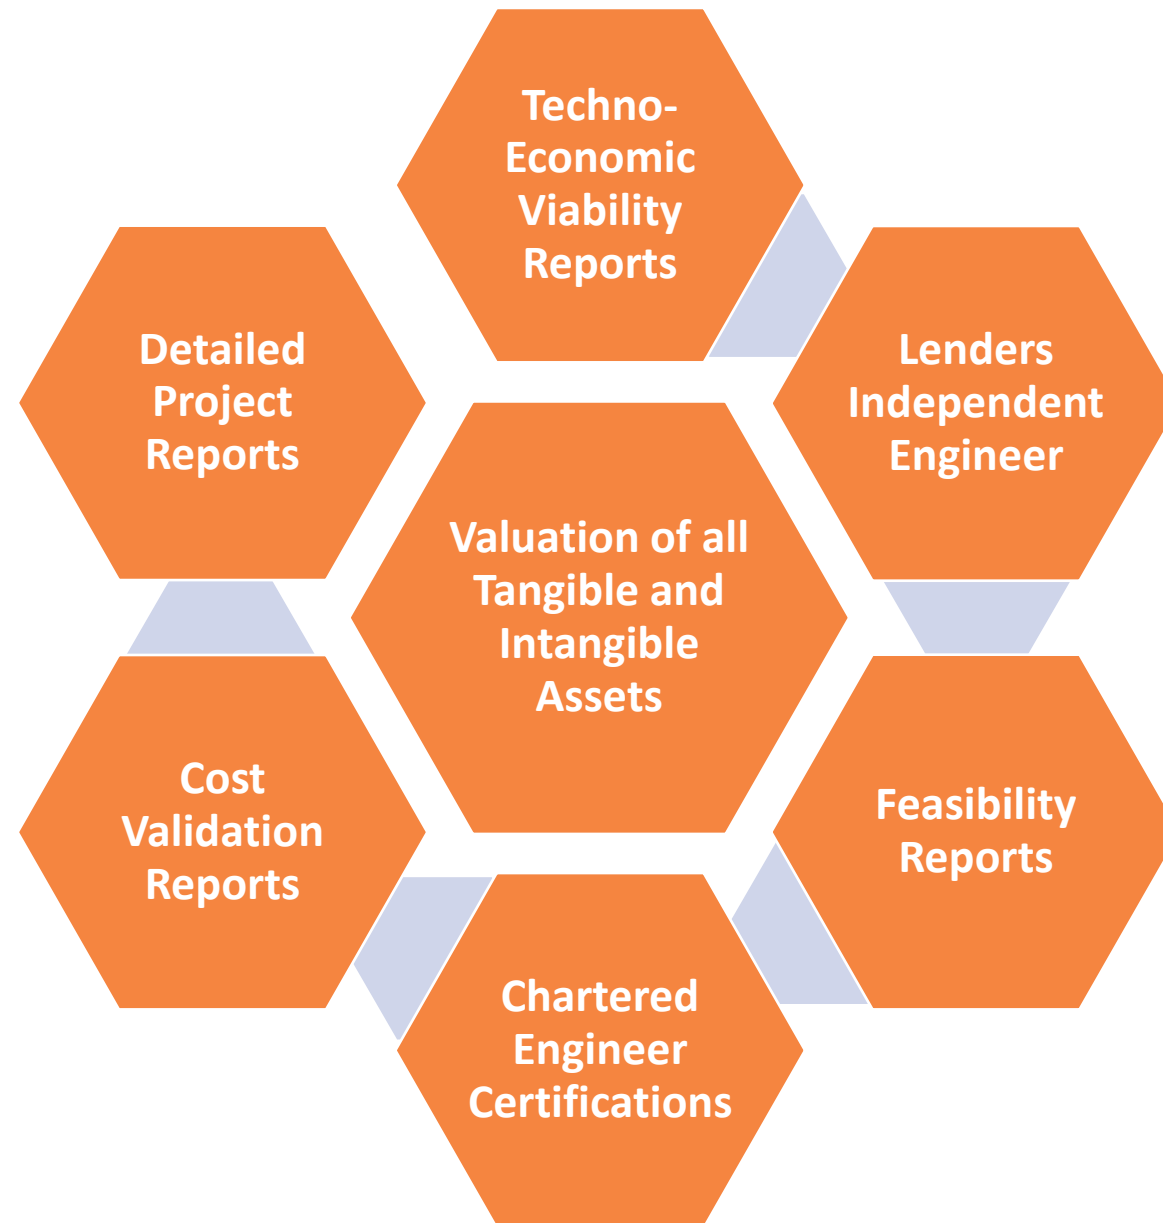 Techno-
Economic
Viability
Reports
Detailed
Project
Reports
Lenders
Independent
Engineer
Valuation of all
Tangible and
Intangible
Assets
Cost
Validation
Reports
Feasibility
Reports
Chartered
Engineer
Certifications